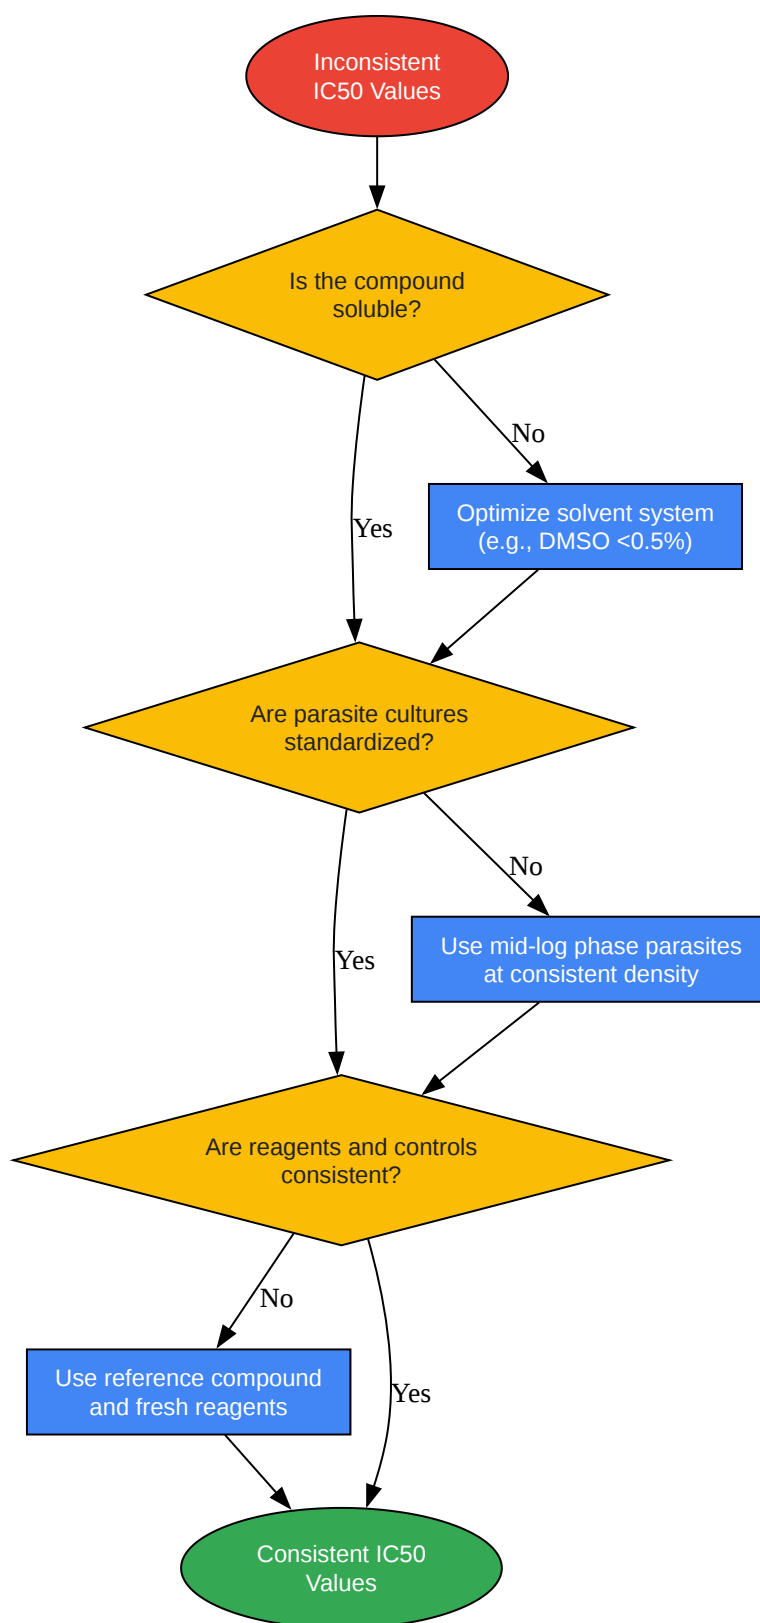 Inconsistent
IC50 Values
Is the compound
soluble?
No
Optimize solvent system
(e.g., DMSO <0.5%)
Yes
Are parasite cultures
standardized?
No
Use mid-log phase parasites
at consistent density
Yes
Are reagents and controls
consistent?
No
Use reference compound
and fresh reagents
Yes
Consistent IC50
Values